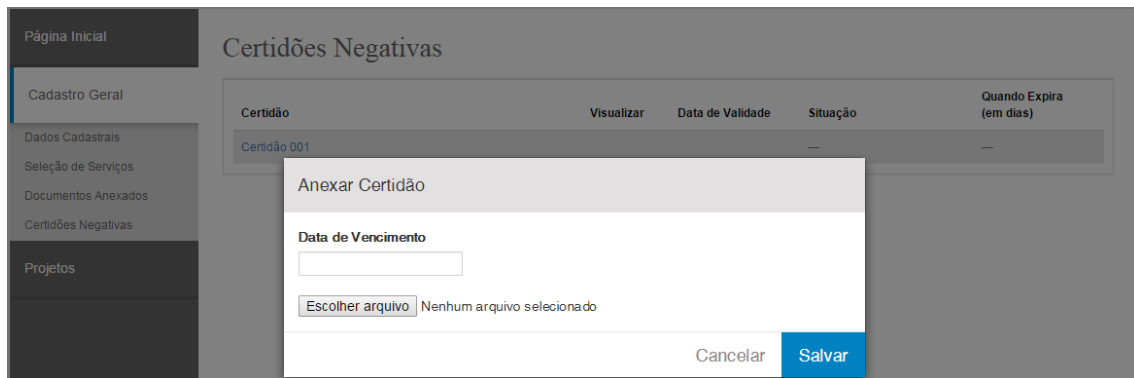 Página Inicial
Certidões Negativas
Cadastro Geral
Certidão Visualizar Data de Validade Situação Quando Expira
(em dias)
Dados Cadastrais
Certidão 001 --- ---
Seleção de Serviços
Documentos Anexados
Certidões Negativas
Projetos
Anexar Certidão
Data de Vencimento
Escolher arquivo Nenhum arquivo selecionado
Cancelar Salvar